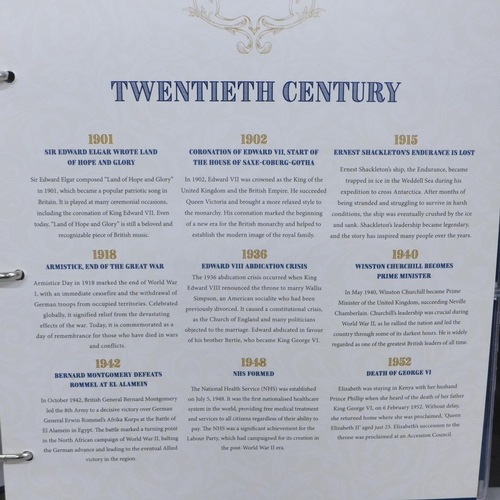 TWENTIETH CENTURY
1901
SIR EDWARD ELGAR WROTE LAND
OF HOPE AND GLORY
Sir Edward Elgar composed "Land of Hope and Glory"
in 1901, which became a popular patriotic song in
Britain. It is played at many ceremonial occasions,
including the coronation of King Edward VII. Even
today, "Land of Hope and Glory" is still a beloved and
recognizable piece of British music.
1902
CORONATION OF EDWARD VII, START OF
THE HOUSE OF SAXE-COBURG-GOTHA
In 1902, Edward VII was crowned as the King of the
United Kingdom and the British Empire. He succeeded
Queen Victoria and brought a more relaxed style to
the monarchy. His coronation marked the beginning
of a new era for the British monarchy and helped to
establish the modern image of the royal family.
1915
ERNEST SHACKLETON'S ENDURANCE IS LOST
Ernest Shackleton's ship, the Endurance, became
trapped in ice in the Weddell Sea during his
expedition to cross Antarctica. After months of
being stranded and struggling to survive in harsh
conditions, the ship was eventually crushed by the ice
and sank. Shackleton's leadership became legendary,
and the story has inspired many people over the years.
1918
ARMISTICE, END OF THE GREAT WAR
Armistice Day in 1918 marked the end of World War
I, with an immediate ceasefire and the withdrawal of
German troops from occupied territories. Celebrated
globally, it signified relief from the devastating
effects of the war. Today, it is commemorated as a
day of remembrance for those who have died in wars
and conflicts.
1936
EDWARD VIII ABDICATION CRISIS
The 1936 abdication crisis occurred when King
Edward VIII renounced the throne to marry Wallis
Simpson, an American socialite who had been
previously divorced. It caused a constitutional crisis,
as the Church of England and many politicians
objected to the marriage. Edward abdicated in favour
of his brother Bertie, who became King George VI.
1940
WINSTON CHURCHILL BECOMES
PRIME MINISTER
In May 1940, Winston Churchill became Prime
Minister of the United Kingdom, succeeding Neville
Chamberlain. Churchill's leadership was crucial during
World War II, as he rallied the nation and led the
country through some of its darkest hours. He is widely
regarded as one of the greatest British leaders of all time.
1942
BERNARD MONTGOMERY DEFEATS
ROMMEL AT EL ALAMEIN
In October 1942, British General Bernard Montgomery
led the 8th Army to a decisive victory over German
General Erwin Rommel's Afrika Korps at the Battle of
El Alamein in Egypt. The battle marked a turning point
in the North African campaign of World War II, halting
the German advance and leading to the eventual Allied
victory in the region.
1948
NHS FORMED
The National Health Service (NHS) was established
on July 5, 1948. It was the first nationalised healthcare
system in the world, providing free medical treatment
and services to all citizens regardless of their ability to
pay. The NHS was a significant achievement for the
Labour Party, which had campaigned for its creation in
the post-World War II era.
1952
DEATH OF GEORGE VI
Elizabeth was staying in Kenya with her husband
Prince Phillip when she heard of the death of her father
King George VI, on 6 February 1952. Without delay,
she returned home where she was proclaimed, 'Queen
Elizabeth II' aged just 25. Elizabeth's succession to the
throne was proclaimed at an Accession Council.